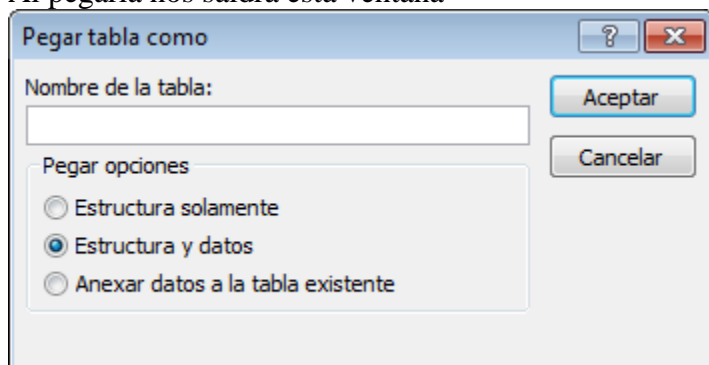 Al pegarla nos saldrá esta ventana
Pegar tabla como
Nombre de la tabla:
Aceptar
Cancelar
Pegar opciones
Estructura solamente
Estructura y datos
Anexar datos a la tabla existente